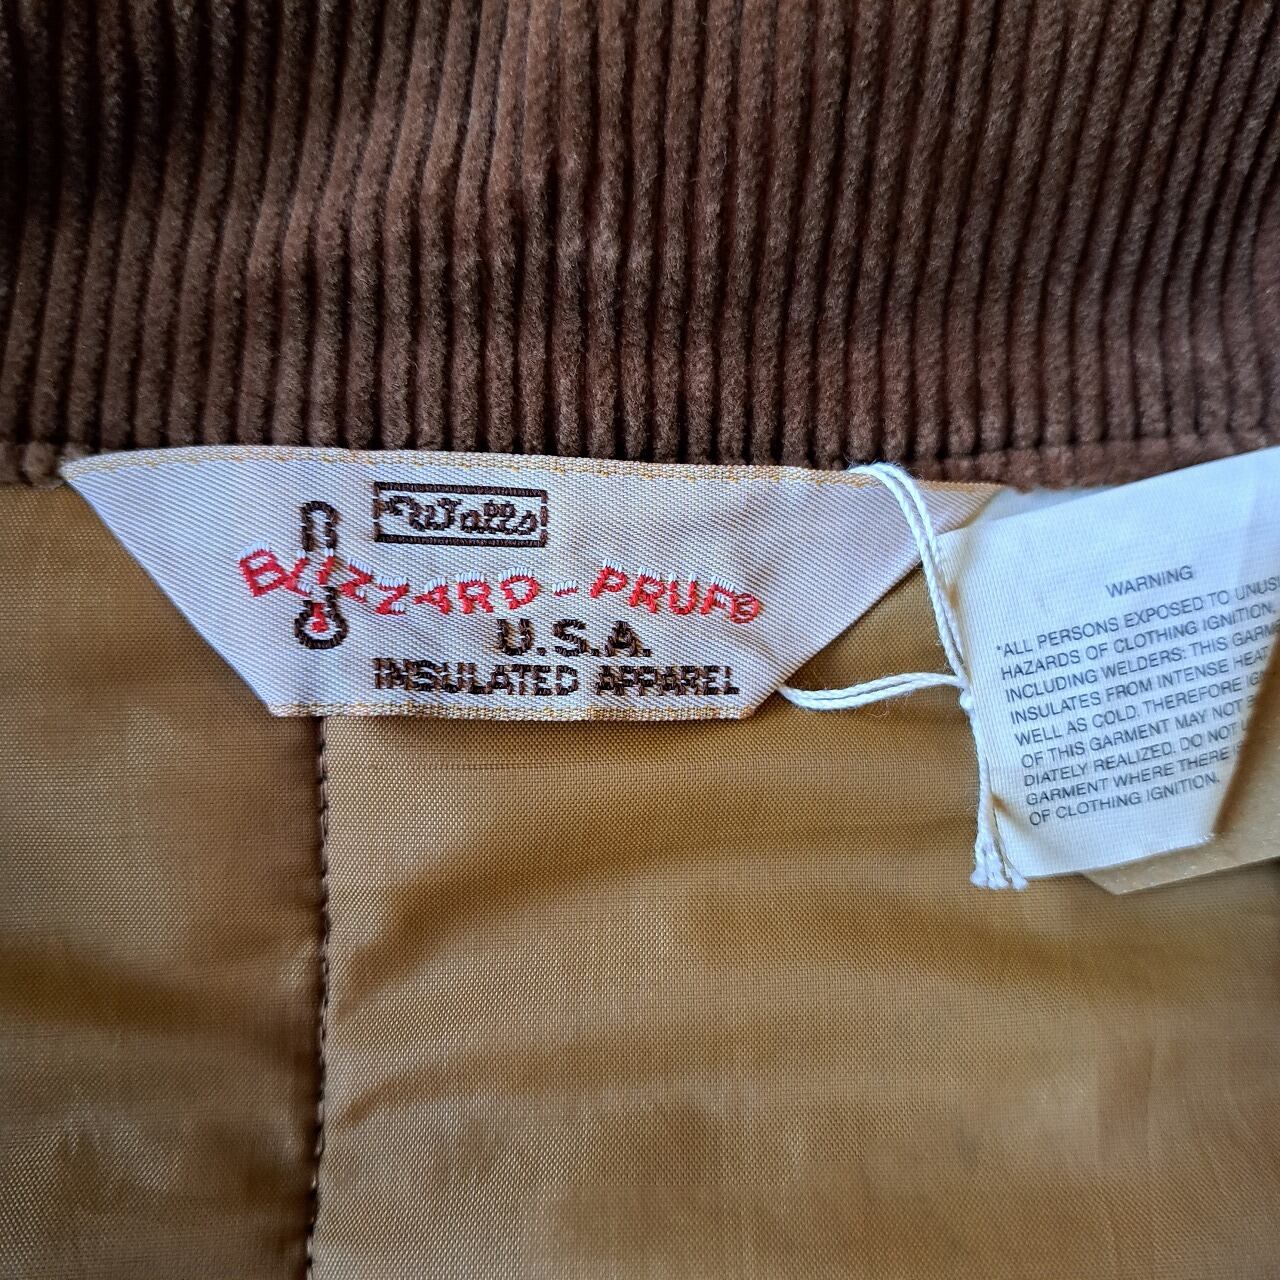 Walls
BLIZZARD-PRUF®
U.S.A.
INSULATED APPAREL
WARNING
"ALL PERSONS EXPOSED TO
HAZARDS OF CLOTHING IGNITION,
INCLUDING WELDERS: THIS
INSULATES FROM INTENSE HEAT
WELL AS COLD. THEREFORE
OF THIS GARMENT MAY NOT
DIATELY REALIZED. DO NOT
GARMENT WHERE THERE
OF CLOTHING IGNITION.